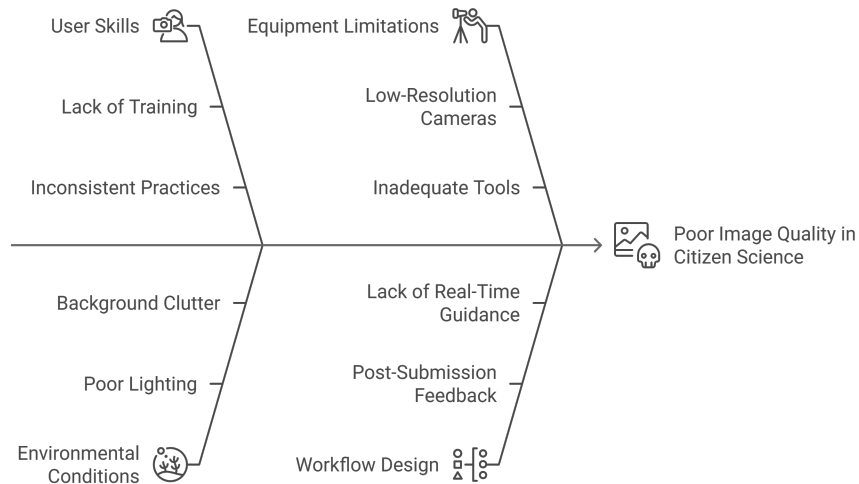 User Skills
Equipment Limitations
Lack of Training
Low-Resolution
Cameras
Inconsistent Practices
Inadequate Tools
Poor Image Quality in
Citizen Science
Background Clutter
Lack of Real-Time
Guidance
Poor Lighting
Post-Submission
Feedback
Environmental
Conditions
Workflow Design